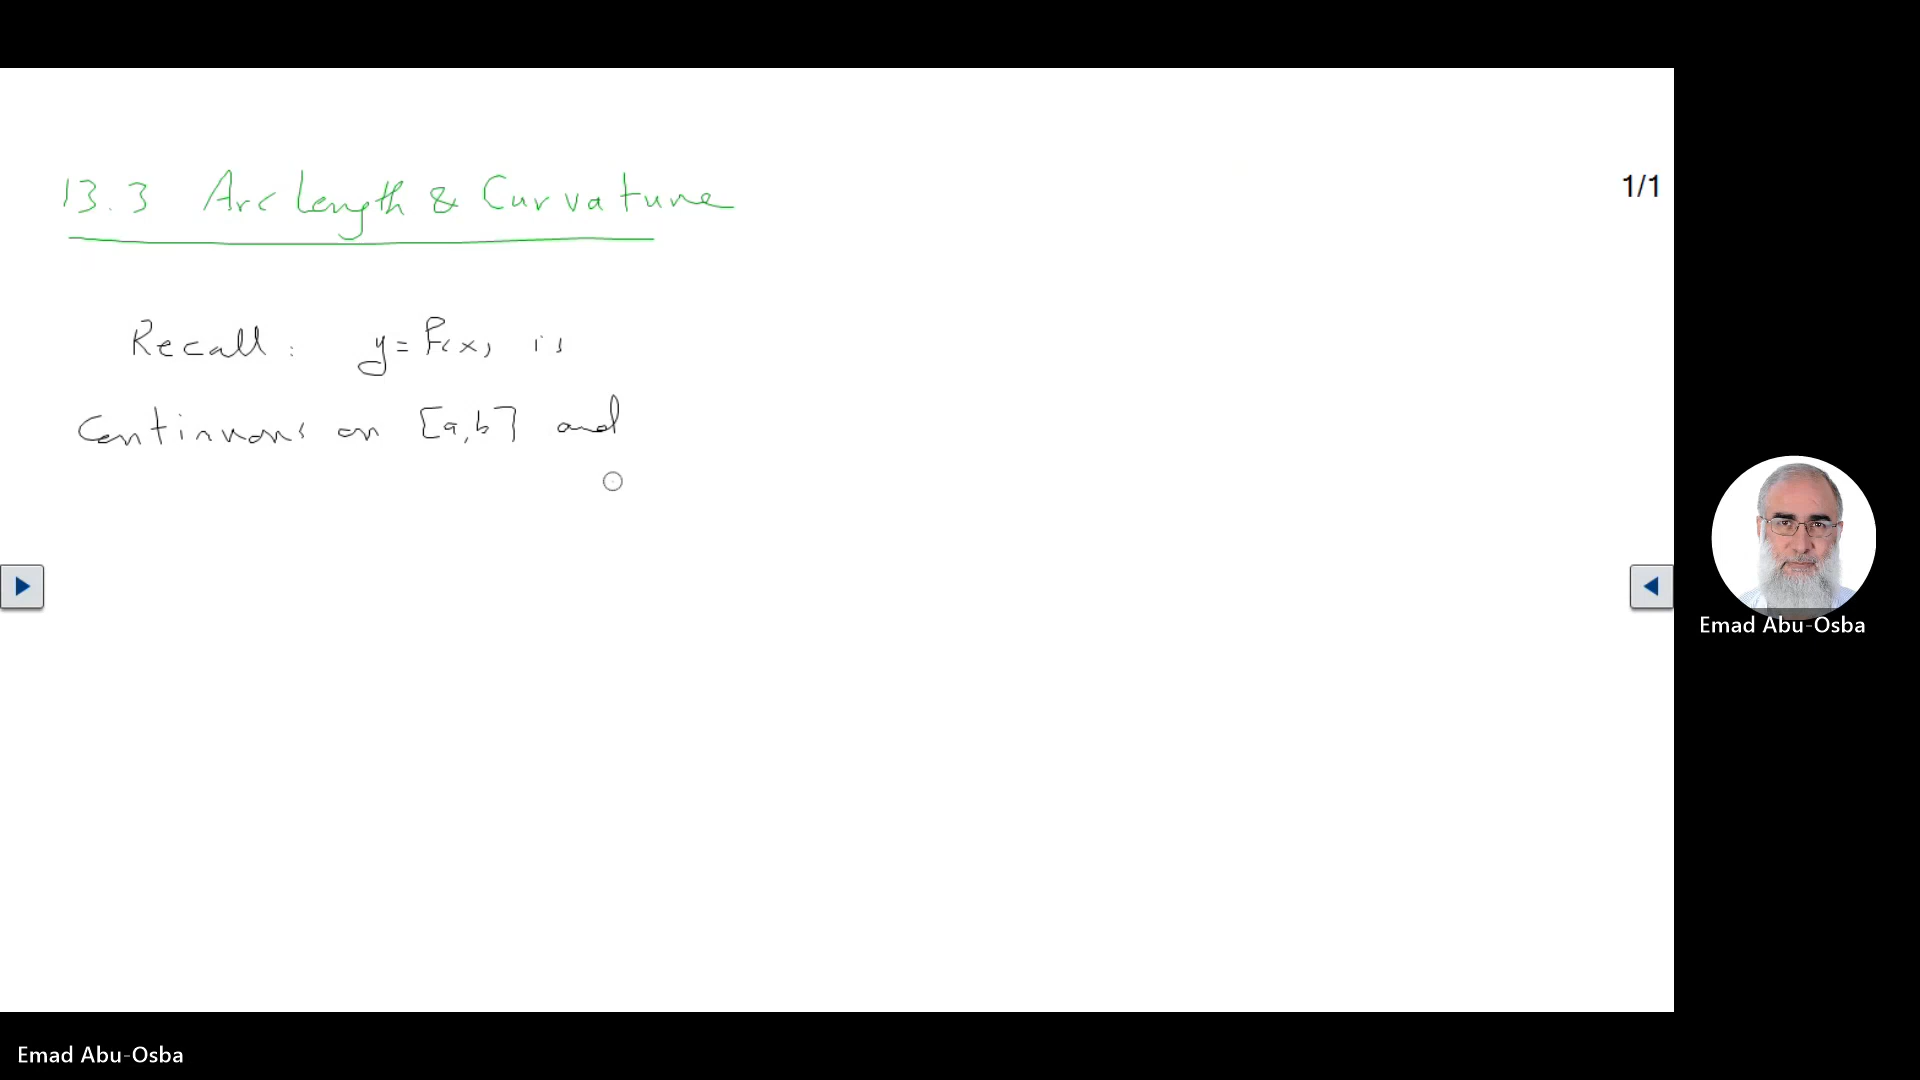 13.3 Arc Length & Curvature
1/1
Recall: y=f(x) is
Continuous on [a,b] and
Emad Abu-Osba
Emad Abu-Osba